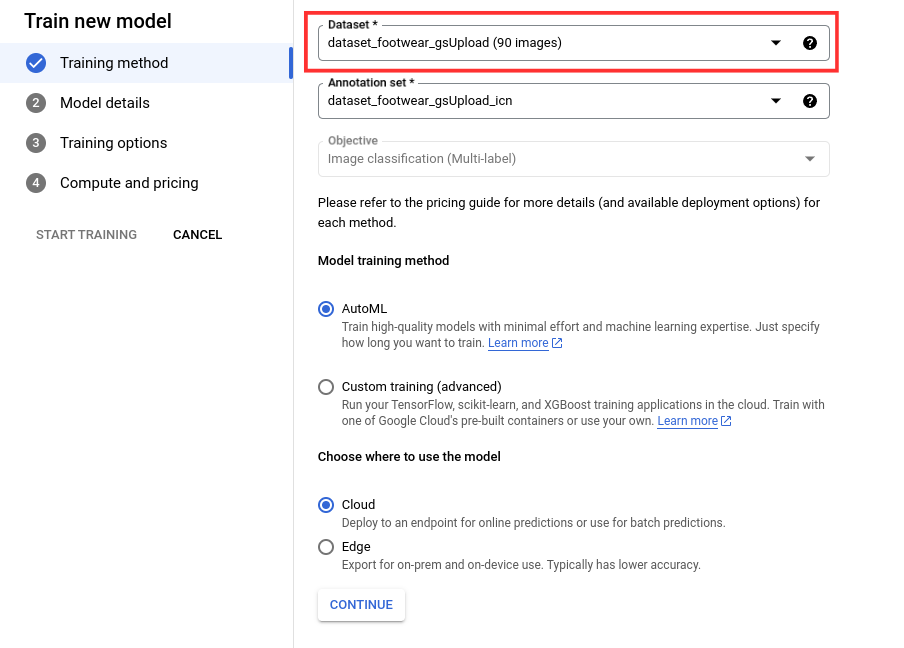 Train new model
Training method
2 Model details
3 Training options
4 Compute and pricing
START TRAINING CANCEL
Dataset *
dataset_footwear_gsUpload (90 images)
Annotation set *
dataset_footwear_gsUpload_icn
Objective
Image classification (Multi-label)
Please refer to the pricing guide for more details (and available deployment options) for
each method.
Model training method
AutoML
Train high-quality models with minimal effort and machine learning expertise. Just specify
how long you want to train. Learn more
Custom training (advanced)
Run your TensorFlow, scikit-learn, and XGBoost training applications in the cloud. Train with
one of Google Cloud's pre-built containers or use your own. Learn more
Choose where to use the model
Cloud
Deploy to an endpoint for online predictions or use for batch predictions.
Edge
Export for on-prem and on-device use. Typically has lower accuracy.
CONTINUE